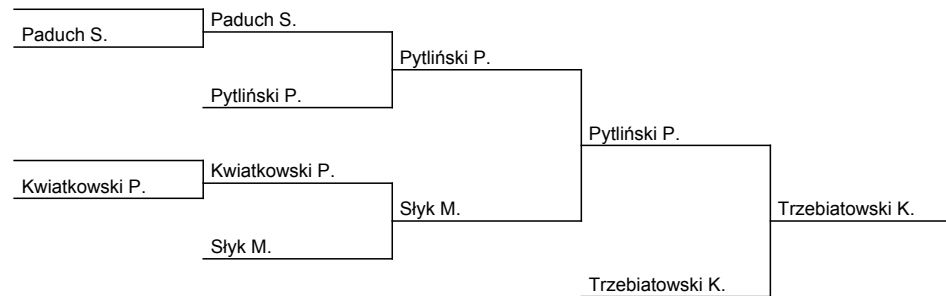 Paduch S.
Paduch S.
Pytliński P.
Pytliński P.
Pytliński P.
Kwiatkowski P.
Kwiatkowski P.
Słyk M.
Trzebiatowski K.
Słyk M.
Trzebiatowski K.